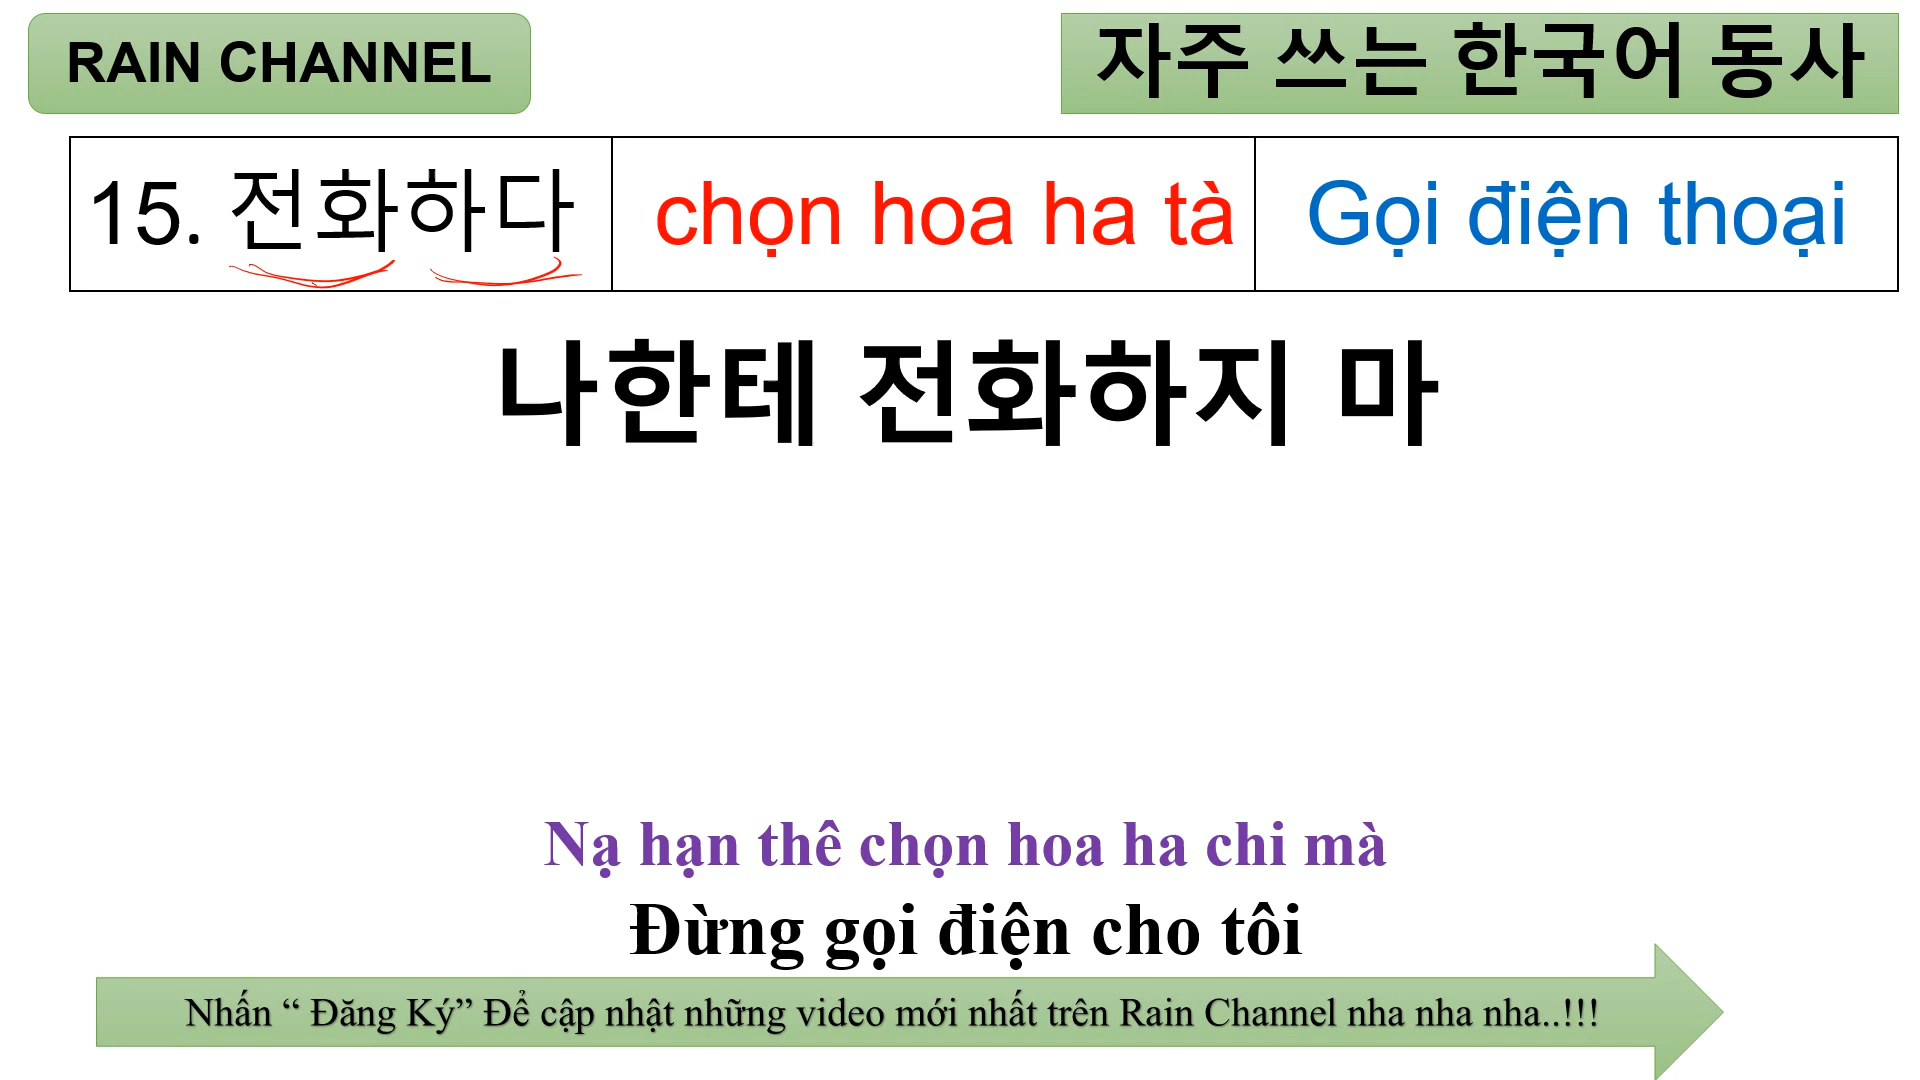 RAIN CHANNEL
자주 쓰는 한국어 동사
15. 전화하다
chọn hoa ha tà
Gọi điện thoại
나한테 전화하지 마
Nạ hạn thê chọn hoa ha chi mà
Đừng gọi điện cho tôi
Nhấn “ Đăng Ký” Để cập nhật những video mới nhất trên Rain Channel nha nha nha..!!!